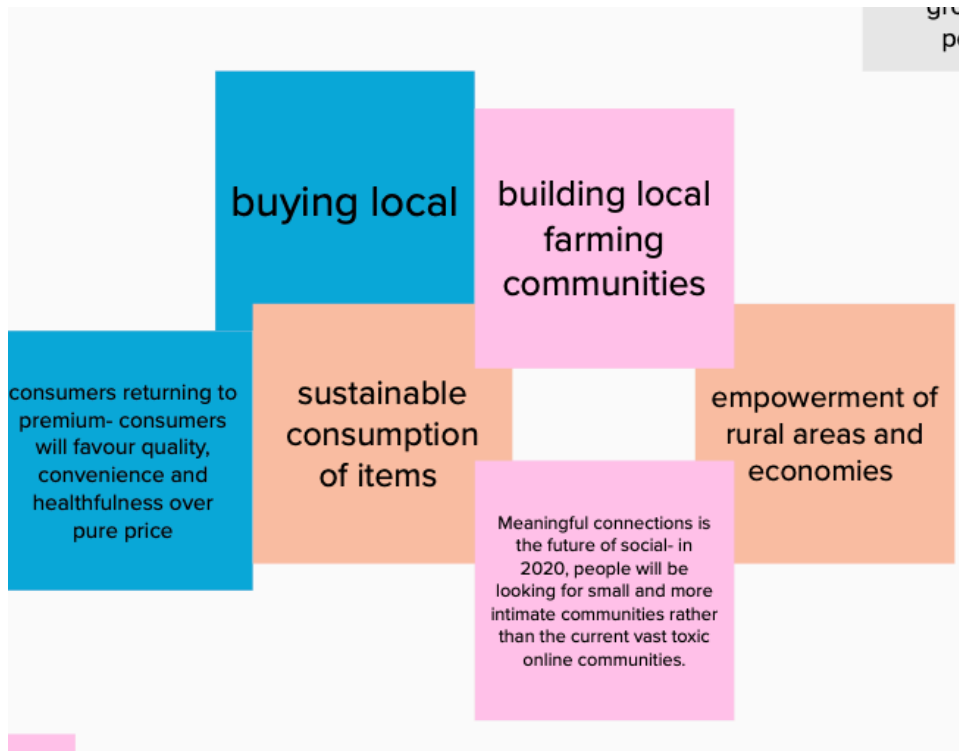 buying local
building local
farming
communities
consumers returning to
premium- consumers
will favour quality,
convenience and
healthfulness over
pure price
sustainable
consumption
of items
empowerment of
rural areas and
economies
Meaningful connections is
the future of social- in
2020, people will be
looking for small and more
intimate communities rather
than the current vast toxic
online communities.